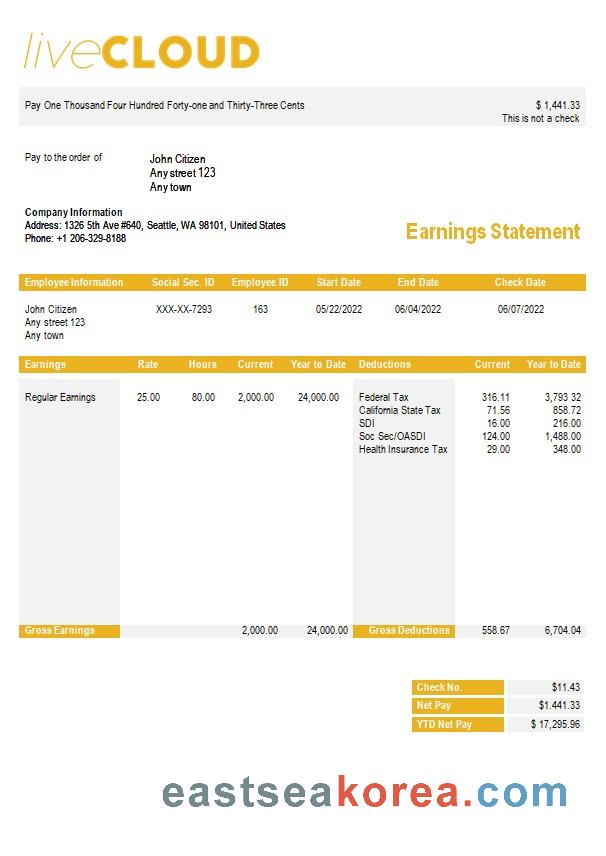 liveCLOUD
Pay One Thousand Four Hundred Forty-one and Thirty-Three Cents $ 1,441.33
This is not a check
Pay to the order of John Citizen
Any street 123
Any town
Company Information
Address: 1326 5th Ave #640, Seattle, WA 98101, United States
Phone: +1 206-329-8188
Earnings Statement
Employee Information Social Sec. ID Employee ID Start Date End Date Check Date
John Citizen XXX-XX-7293 163 05/22/2022 06/04/2022 06/07/2022
Any street 123
Any town
Earnings Rate Hours Current Year to Date Deductions Current Year to Date
Regular Earnings 25.00 80.00 2,000.00 24,000.00 Federal Tax 316.11 3,793 32
California State Tax 71.56 858.72
SDI 16.00 216.00
Soc Sec/OASDI 124.00 1,488.00
Health Insurance Tax 29.00 348.00
Gross Earnings 2,000.00 24,000.00 Gross Deductions 558.67 6,704.04
Check No. $11.43
Net Pay $1.441.33
YTD Net Pay $ 17,295.96
eastseakorea.com